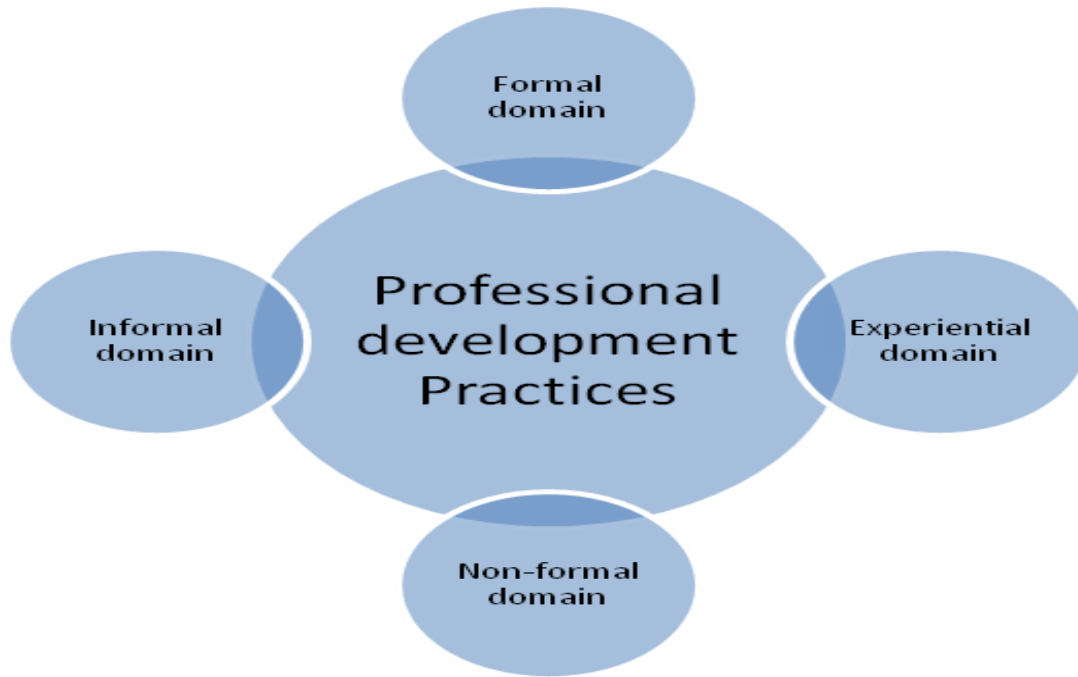 Formal
domain
Informal
domain
Professional
development
Practices
Experiential
domain
Non-formal
domain